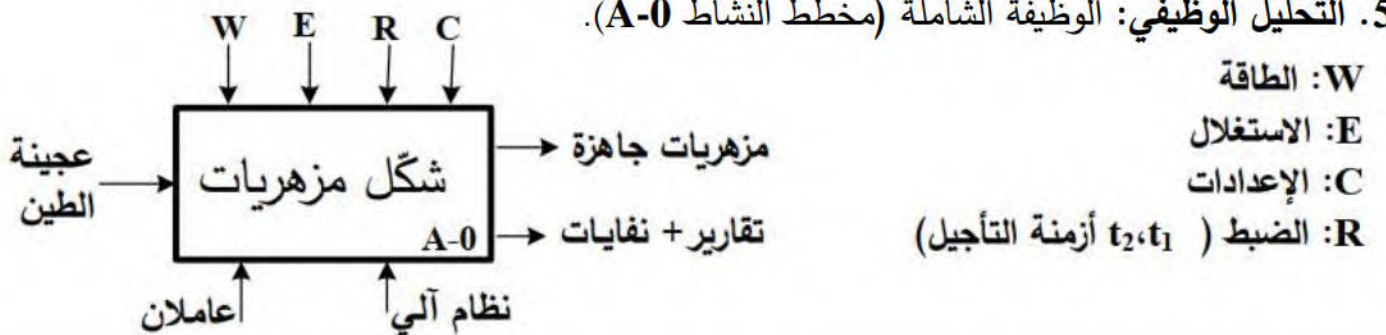 5. التحليل الوظيفي: الوظيفة الشاملة (مخطط النشاط A-0).
W E R C
W: الطاقة
E: الاستغلال
C: الإعدادات
R: الضبط ( t₁،t₂ أزمنة التأجيل)
عجينة
الطين
شكّل مزهريات
A-0
مزهريات جاهزة
تقارير+ نفايات
عاملان
نظام آلي